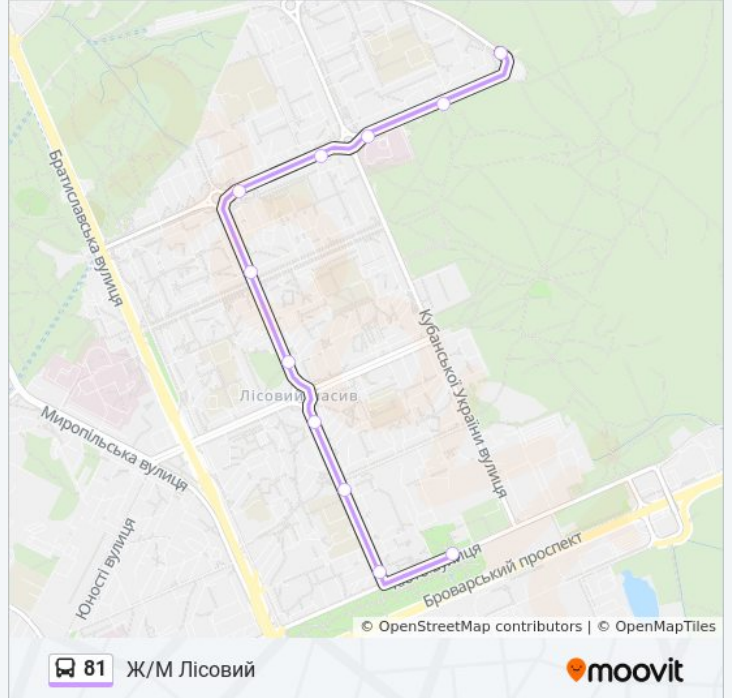 Братиславська вулиця
Кубанської України вулиця
Лісовий масив
Миропільська вулиця
Юності вулиця
вулиця
Броварський проспект
© OpenStreetMap contributors | © OpenMapTiles
81 Ж/М Лісовий
moovit